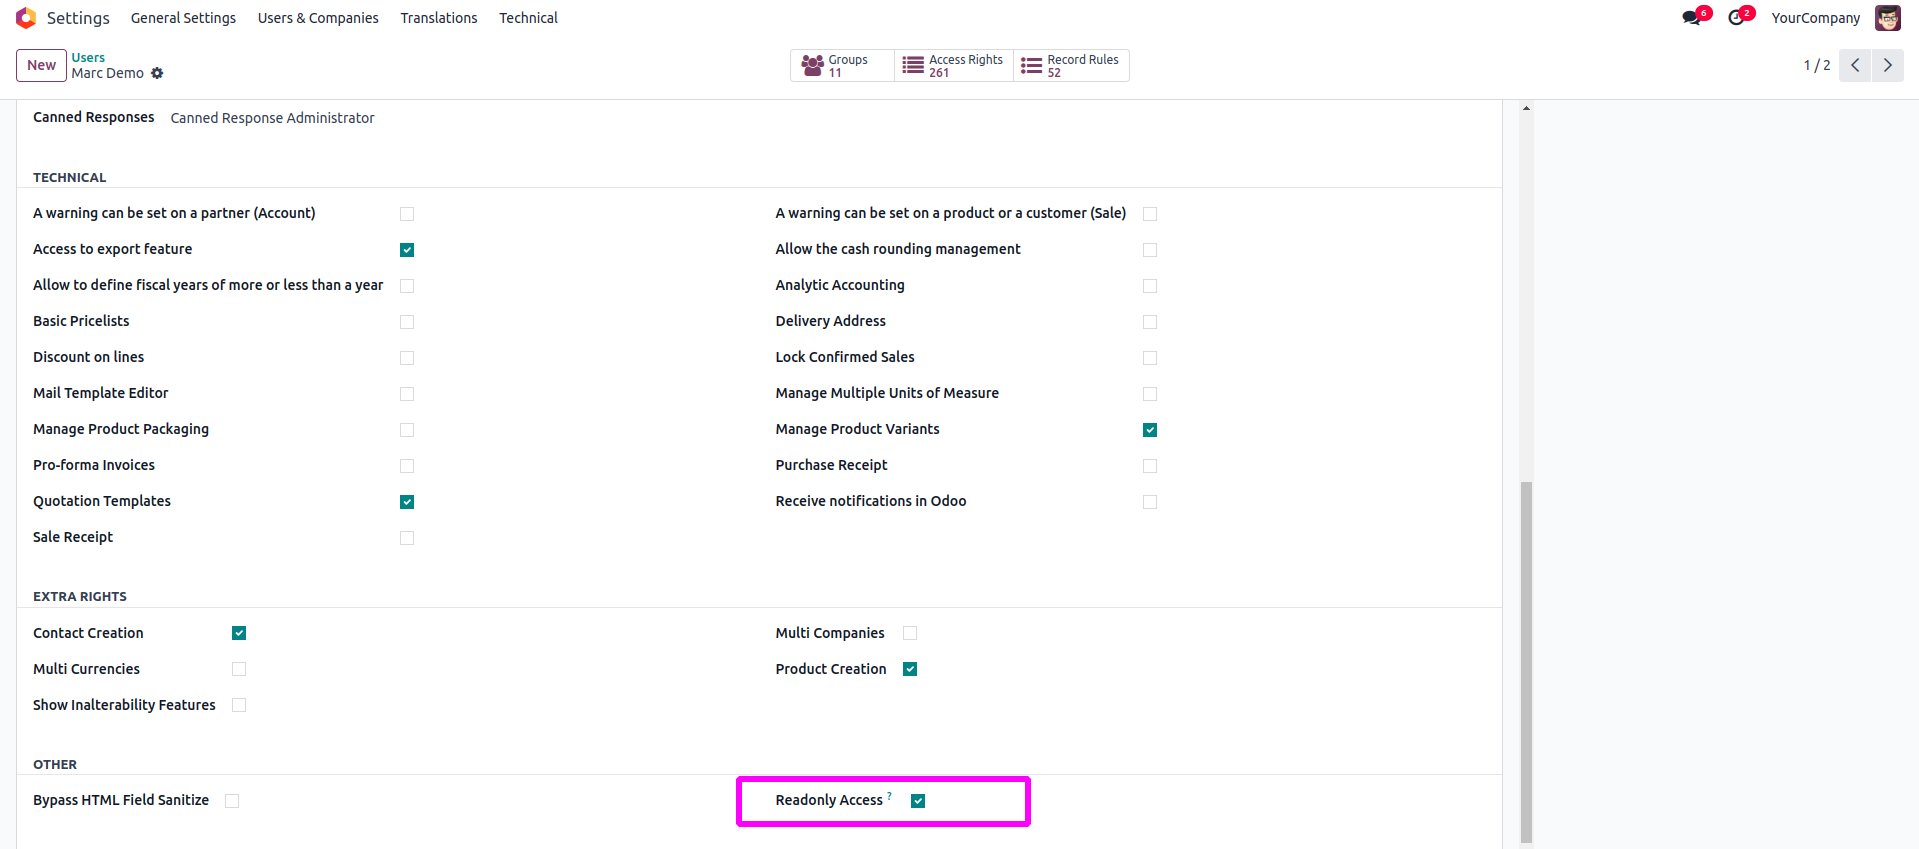 Settings General Settings Users & Companies Translations Technical 6 2 YourCompany
New Users Groups Access Rights Record Rules 1 / 2
Marc Demo 11 261 52
Canned Responses Canned Response Administrator
TECHNICAL
A warning can be set on a partner (Account) A warning can be set on a product or a customer (Sale)
Access to export feature Allow the cash rounding management
Allow to define fiscal years of more or less than a year Analytic Accounting
Basic Pricelists Delivery Address
Discount on lines Lock Confirmed Sales
Mail Template Editor Manage Multiple Units of Measure
Manage Product Packaging Manage Product Variants
Pro-forma Invoices Purchase Receipt
Quotation Templates Receive notifications in Odoo
Sale Receipt
EXTRA RIGHTS
Contact Creation Multi Companies
Multi Currencies Product Creation
Show Inalterability Features
OTHER
Bypass HTML Field Sanitize Readonly Access ?